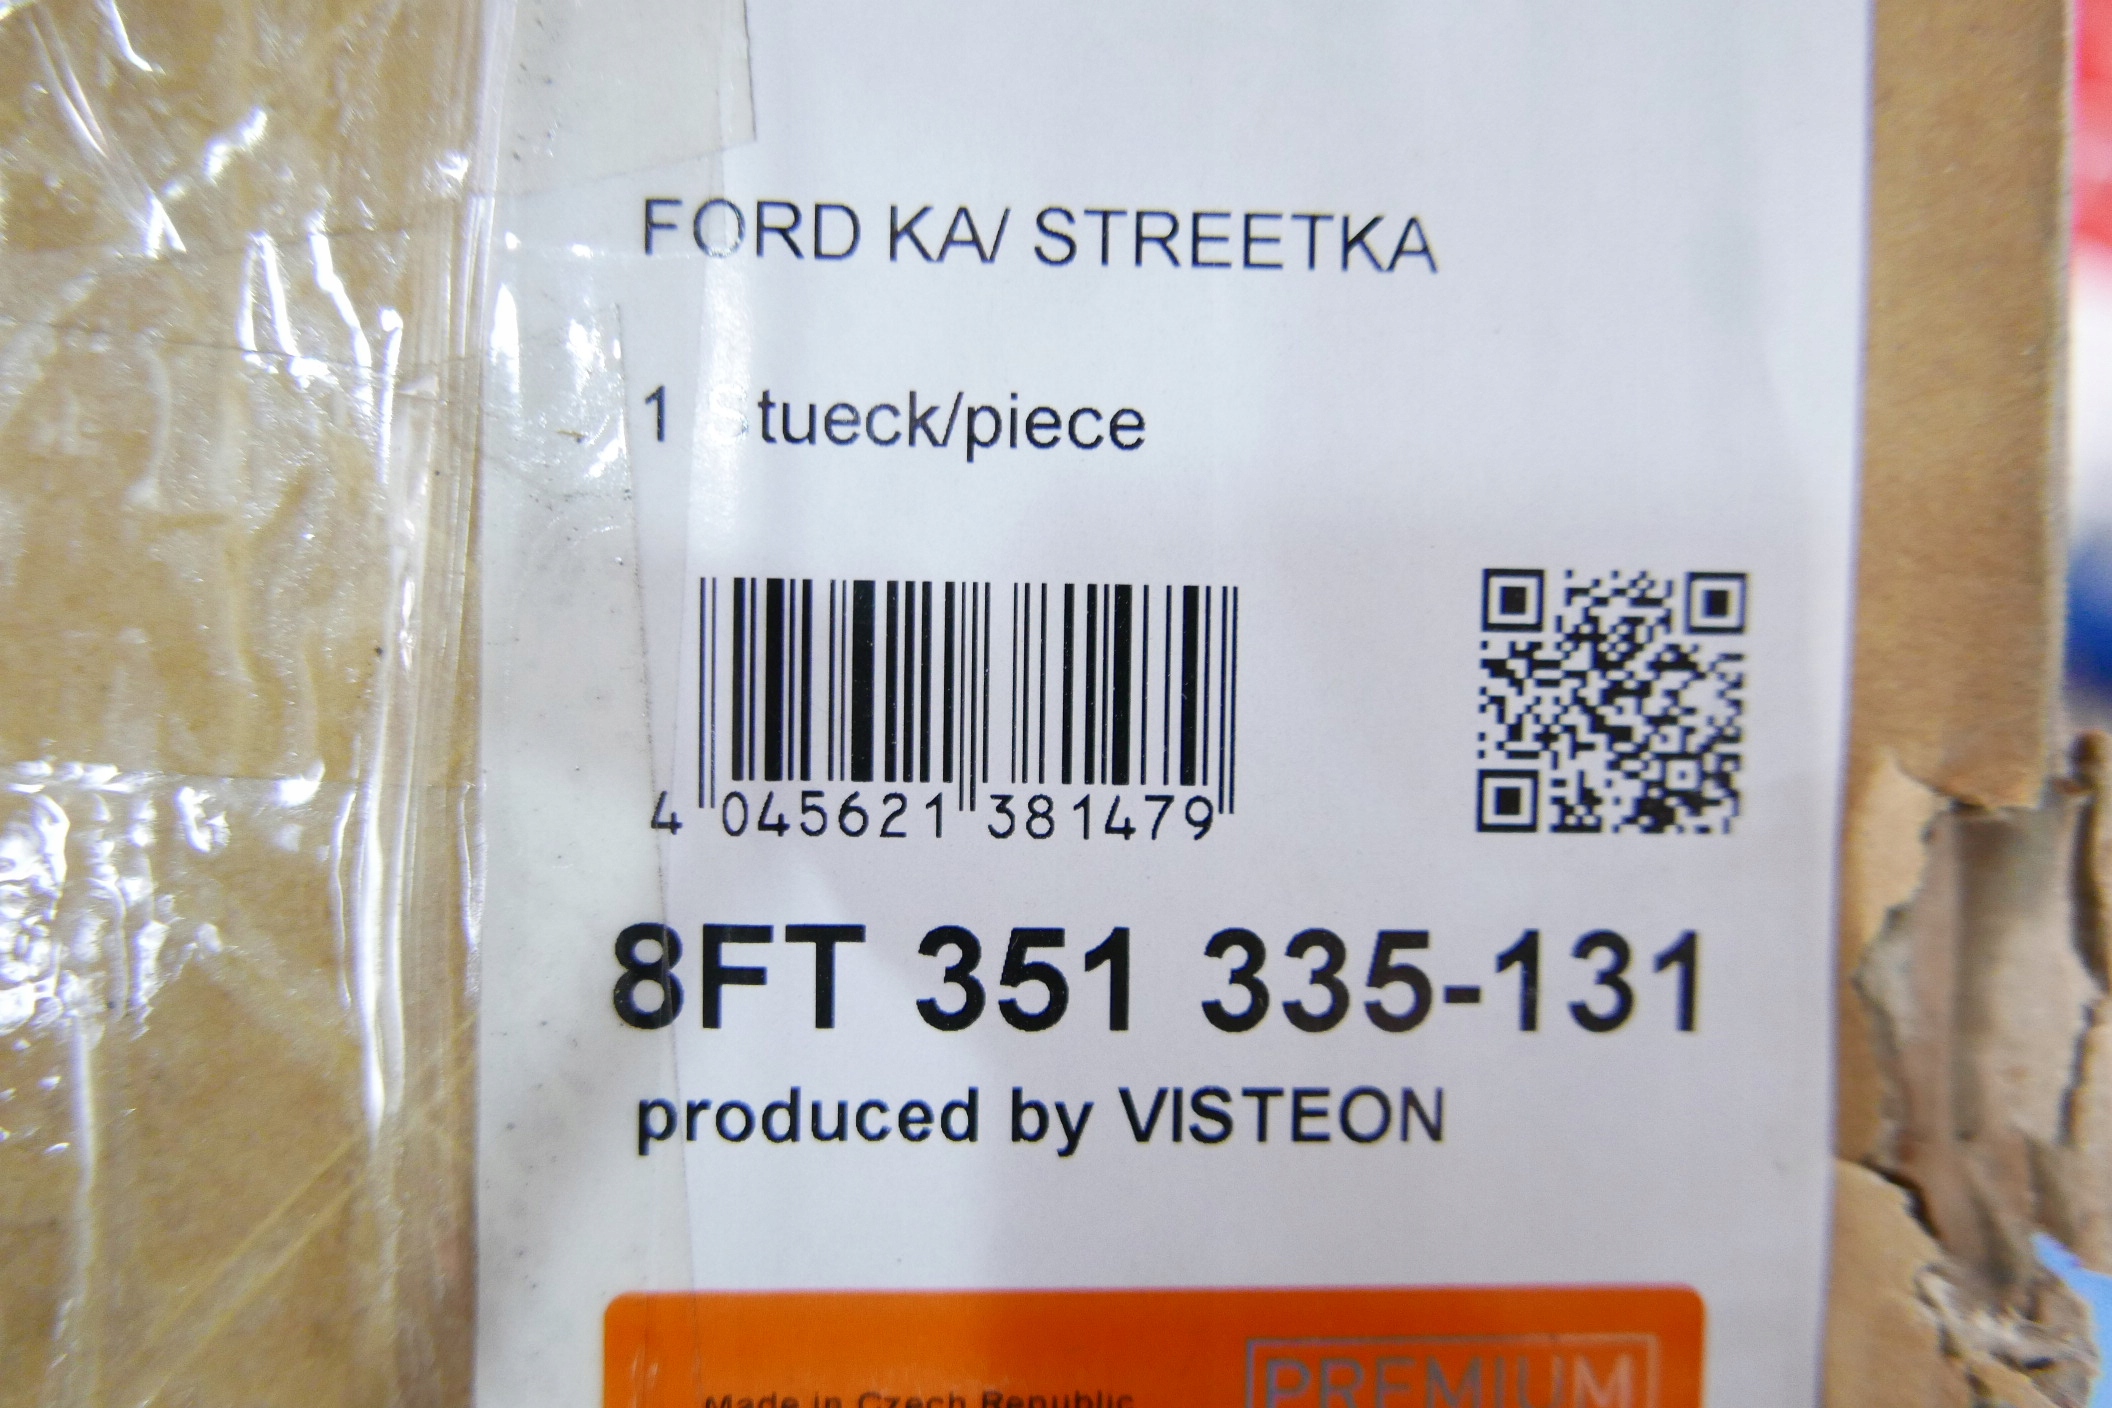 FORD KA/ STREETKA
1 Stueck/piece
4 045621 381479
8FT 351 335-131
produced by VISTEON
PREMIUM
Made in Czech Republic